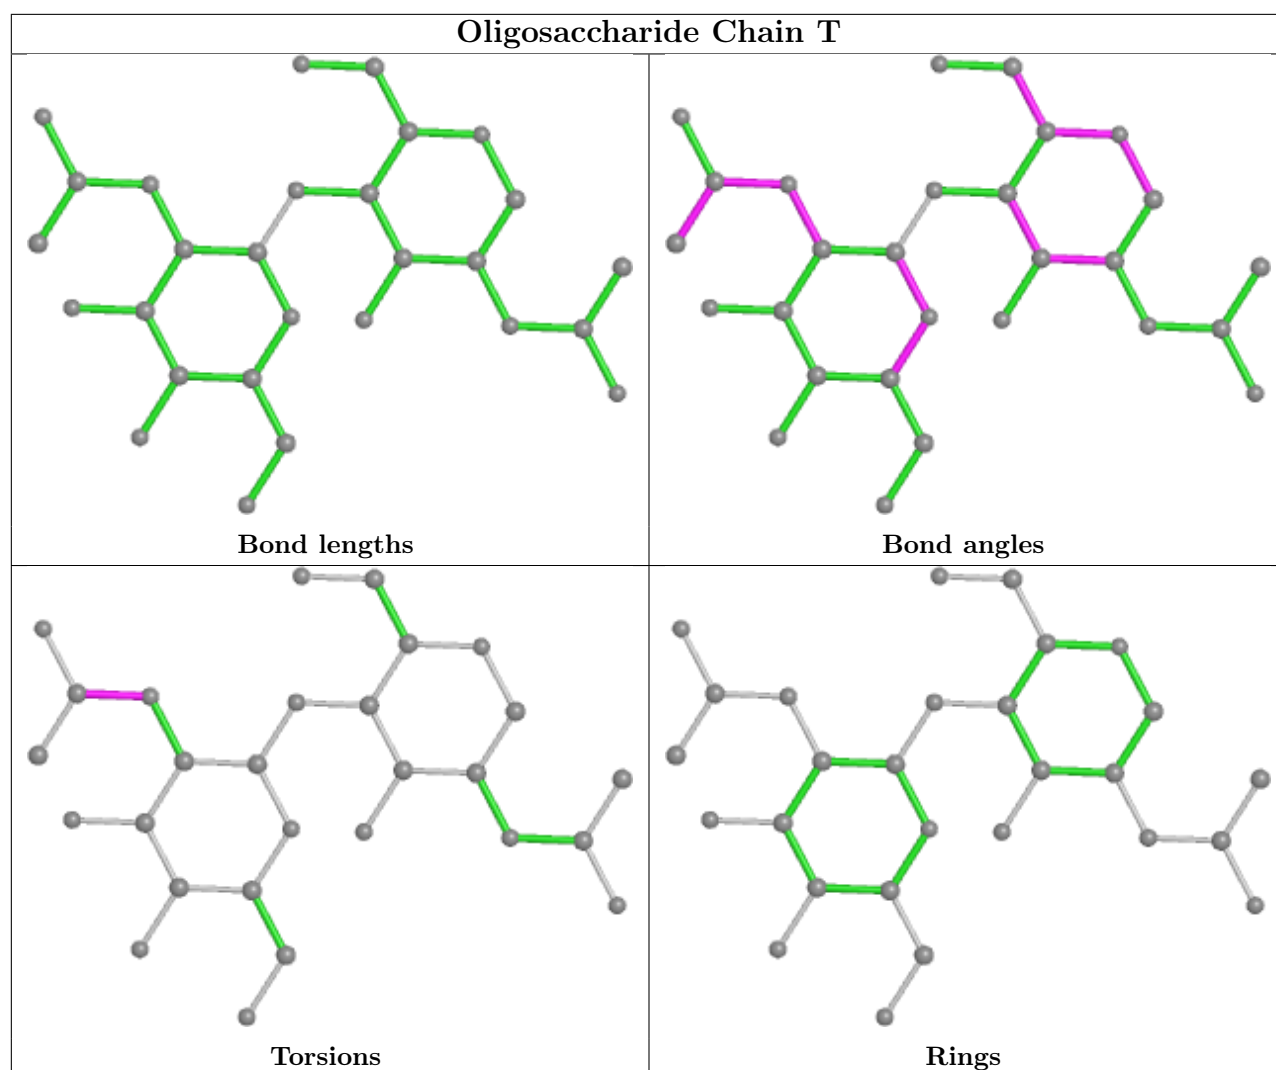 Oligosaccharide Chain T
Bond lengths
Bond angles
Torsions
Rings